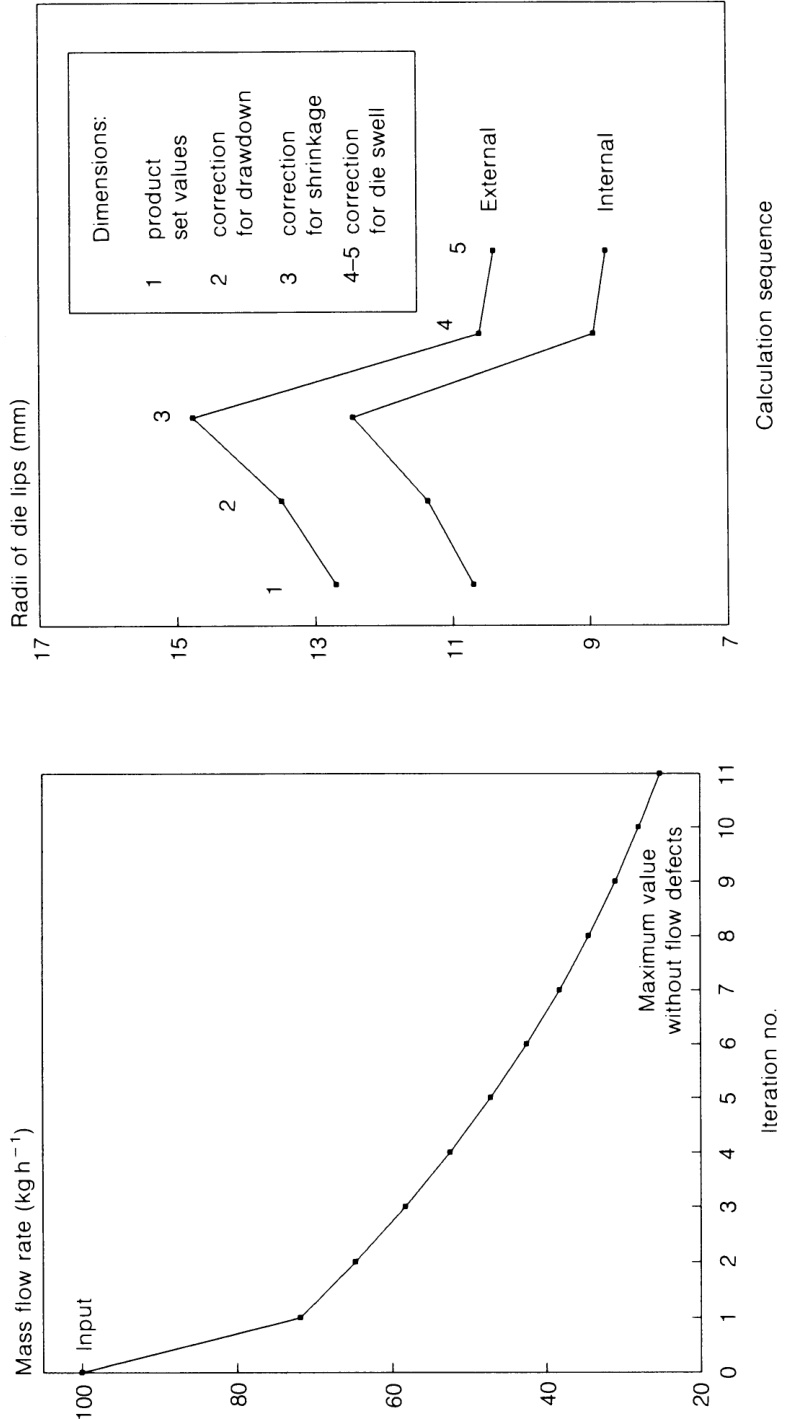 Mass flow rate (kg h⁻¹)
100
80
60
40
20
Input
Maximum value
without flow defects
0 1 2 3 4 5 6 7 8 9 10 11
Iteration no.
Radii of die lips (mm)
17
15
13
11
9
7
1
2
3
4
5
Dimensions:
1 product
set values
2 correction
for drawdown
3 correction
for shrinkage
4–5 correction
for die swell
External
Internal
Calculation sequence